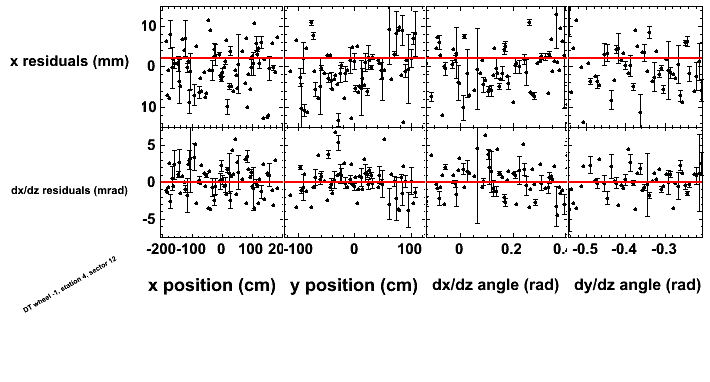 10
x residuals (mm)
0
10
5
dx/dz residuals (mrad)
0
-5
-200 -100 0 100 20 -100 0 100 0 0.2 0. -0.5 -0.4 -0.3
x position (cm) y position (cm) dx/dz angle (rad) dy/dz angle (rad)
DT wheel -1, station 4, sector 12